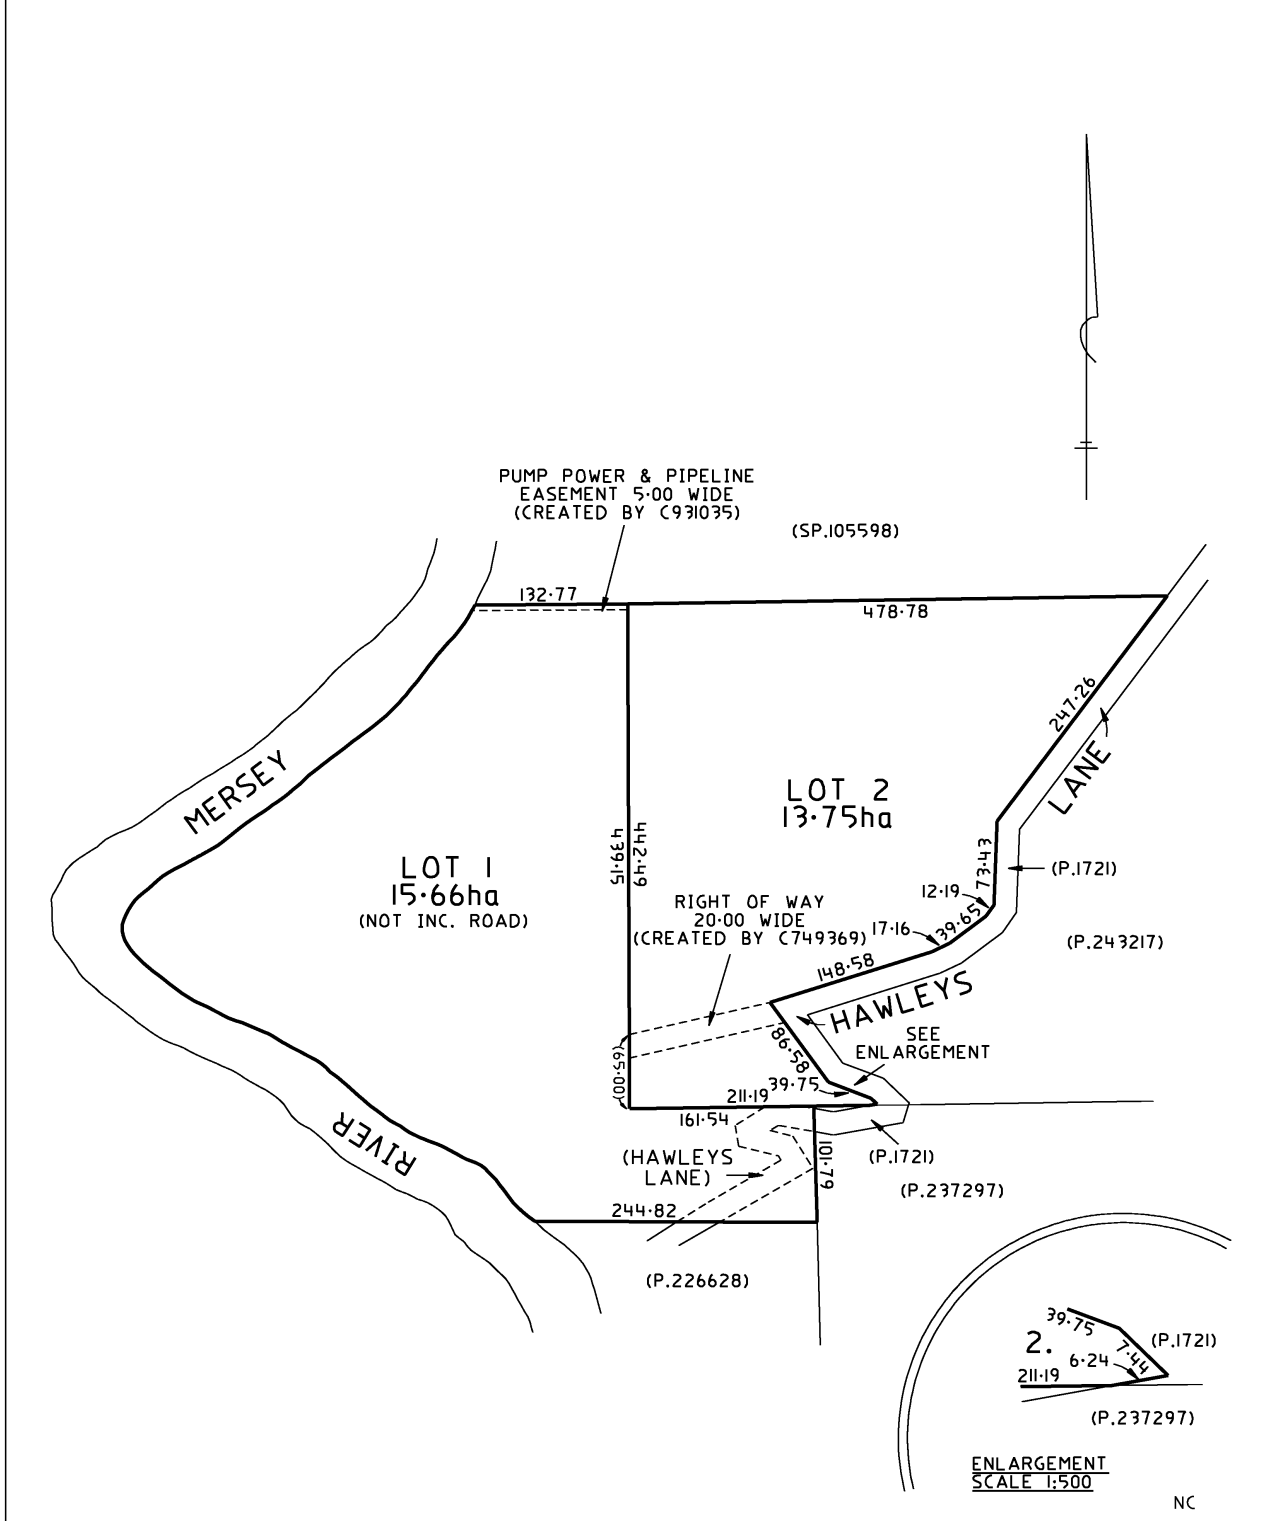 PUMP POWER & PIPELINE
EASEMENT 5·00 WIDE
(CREATED BY C931035)
(SP.105598)
132·77
478·78
247·26
MERSEY
LANE
LOT 2
13·75ha
439·15
442·49
73·43
LOT 1
15·66ha
(NOT INC. ROAD)
(P.1721)
12·19
RIGHT OF WAY
20·00 WIDE
(CREATED BY C749369)
17·16
39·65
(P.243217)
148·58
HAWLEYS
SEE
ENLARGEMENT
86·58
(65·00)
39·75
211·19
161·54
RIVER
(HAWLEYS
LANE)
101·79
(P.1721)
(P.237297)
244·82
(P.226628)
39·75
2.
(P.1721)
7·44
6·24
211·19
(P.237297)
ENLARGEMENT
SCALE 1:500
NC